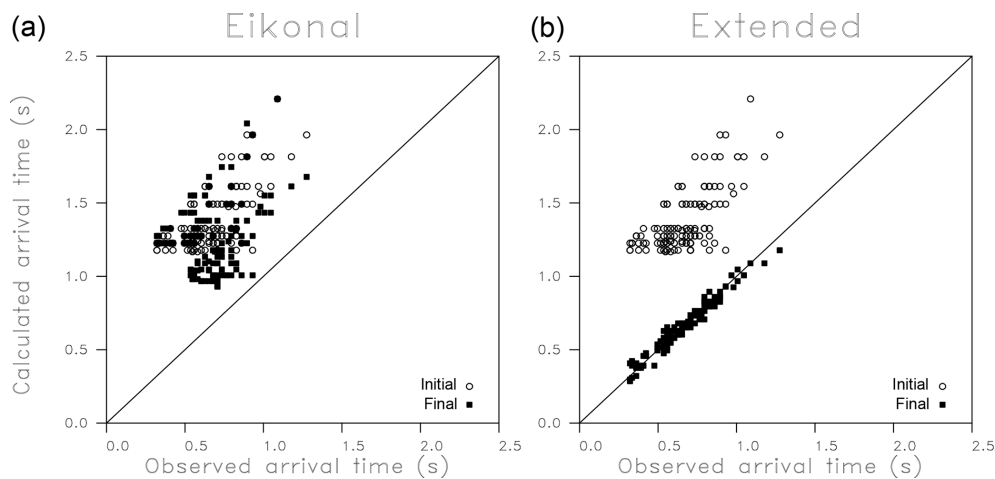 (a) Eikonal
(b) Extended
Calculated arrival time (s)
2.5
2.0
1.5
1.0
0.5
0.0
Initial
Final
0.0 0.5 1.0 1.5 2.0 2.5
Observed arrival time (s)
2.5
2.0
1.5
1.0
0.5
0.0
Initial
Final
0.0 0.5 1.0 1.5 2.0 2.5
Observed arrival time (s)